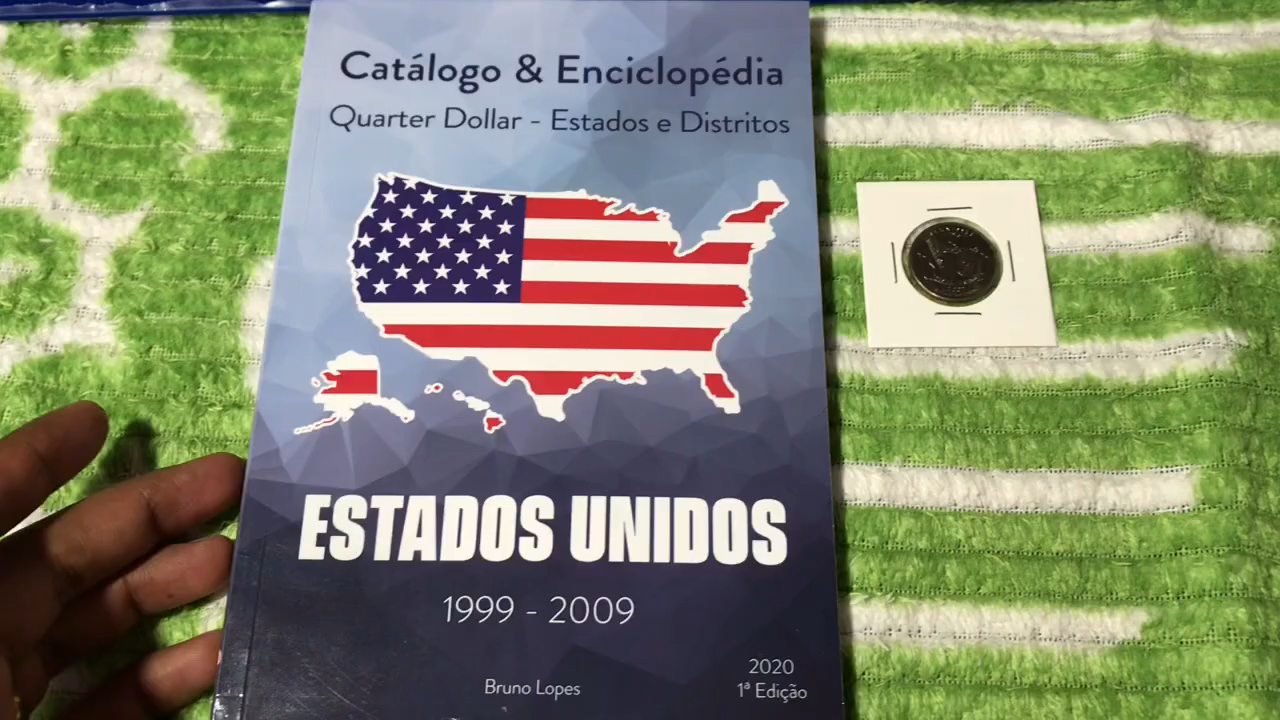 Catálogo & Enciclopédia
Quarter Dollar - Estados e Distritos
ESTADOS UNIDOS
1999 - 2009
Bruno Lopes
2020
1ª Edição